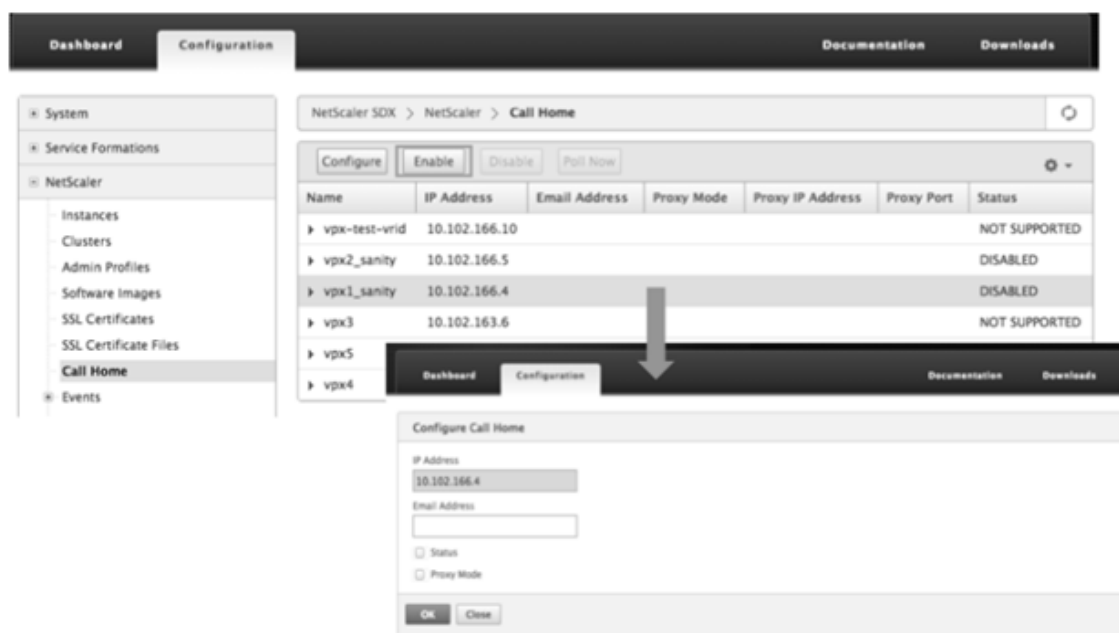 Dashboard Configuration Documentation Downloads
System
Service Formations
NetScaler
Instances
Clusters
Admin Profiles
Software Images
SSL Certificates
SSL Certificate Files
Call Home
Events
NetScaler SDX > NetScaler > Call Home
Configure Enable Disable Poll Now
Name IP Address Email Address Proxy Mode Proxy IP Address Proxy Port Status
vpx-test-vrid 10.102.166.10 NOT SUPPORTED
vpx2_sanity 10.102.166.5 DISABLED
vpx1_sanity 10.102.166.4 DISABLED
vpx3 10.102.163.6 NOT SUPPORTED
vpx5
vpx4
Dashboard Configuration Documentation Downloads
Configure Call Home
IP Address
10.102.166.4
Email Address
Status
Proxy Mode
OK Close